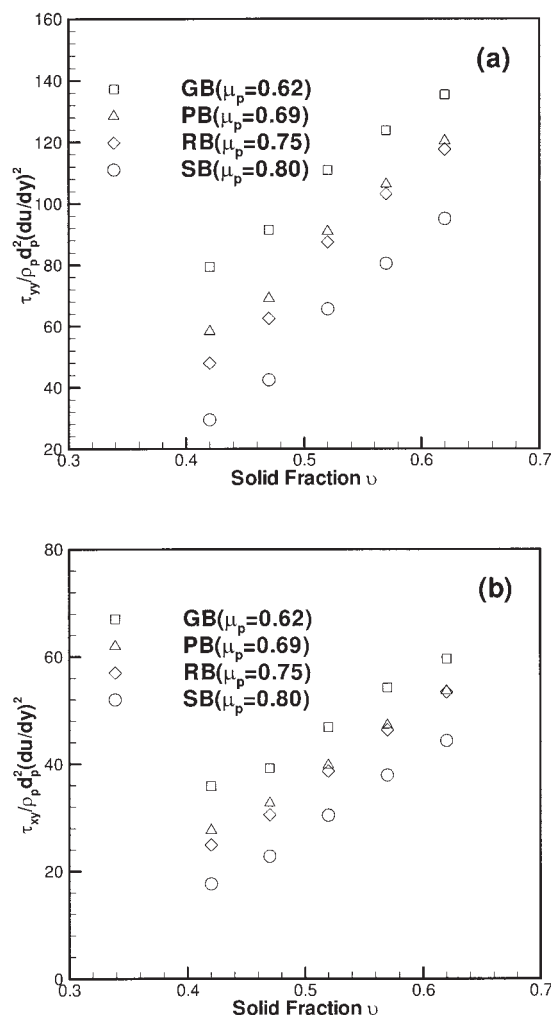 160
(a)
GB(μp=0.62)
140
PB(μp=0.69)
RB(μp=0.75)
120
SB(μp=0.80)
100
80
60
40
20
τyy/ρpd²p(du/dy)²
0.3 0.4 0.5 0.6 0.7
Solid Fraction υ
80
(b)
GB(μp=0.62)
PB(μp=0.69)
60
RB(μp=0.75)
SB(μp=0.80)
40
20
0
τxy/ρpd²p(du/dy)²
0.3 0.4 0.5 0.6 0.7
Solid Fraction υ